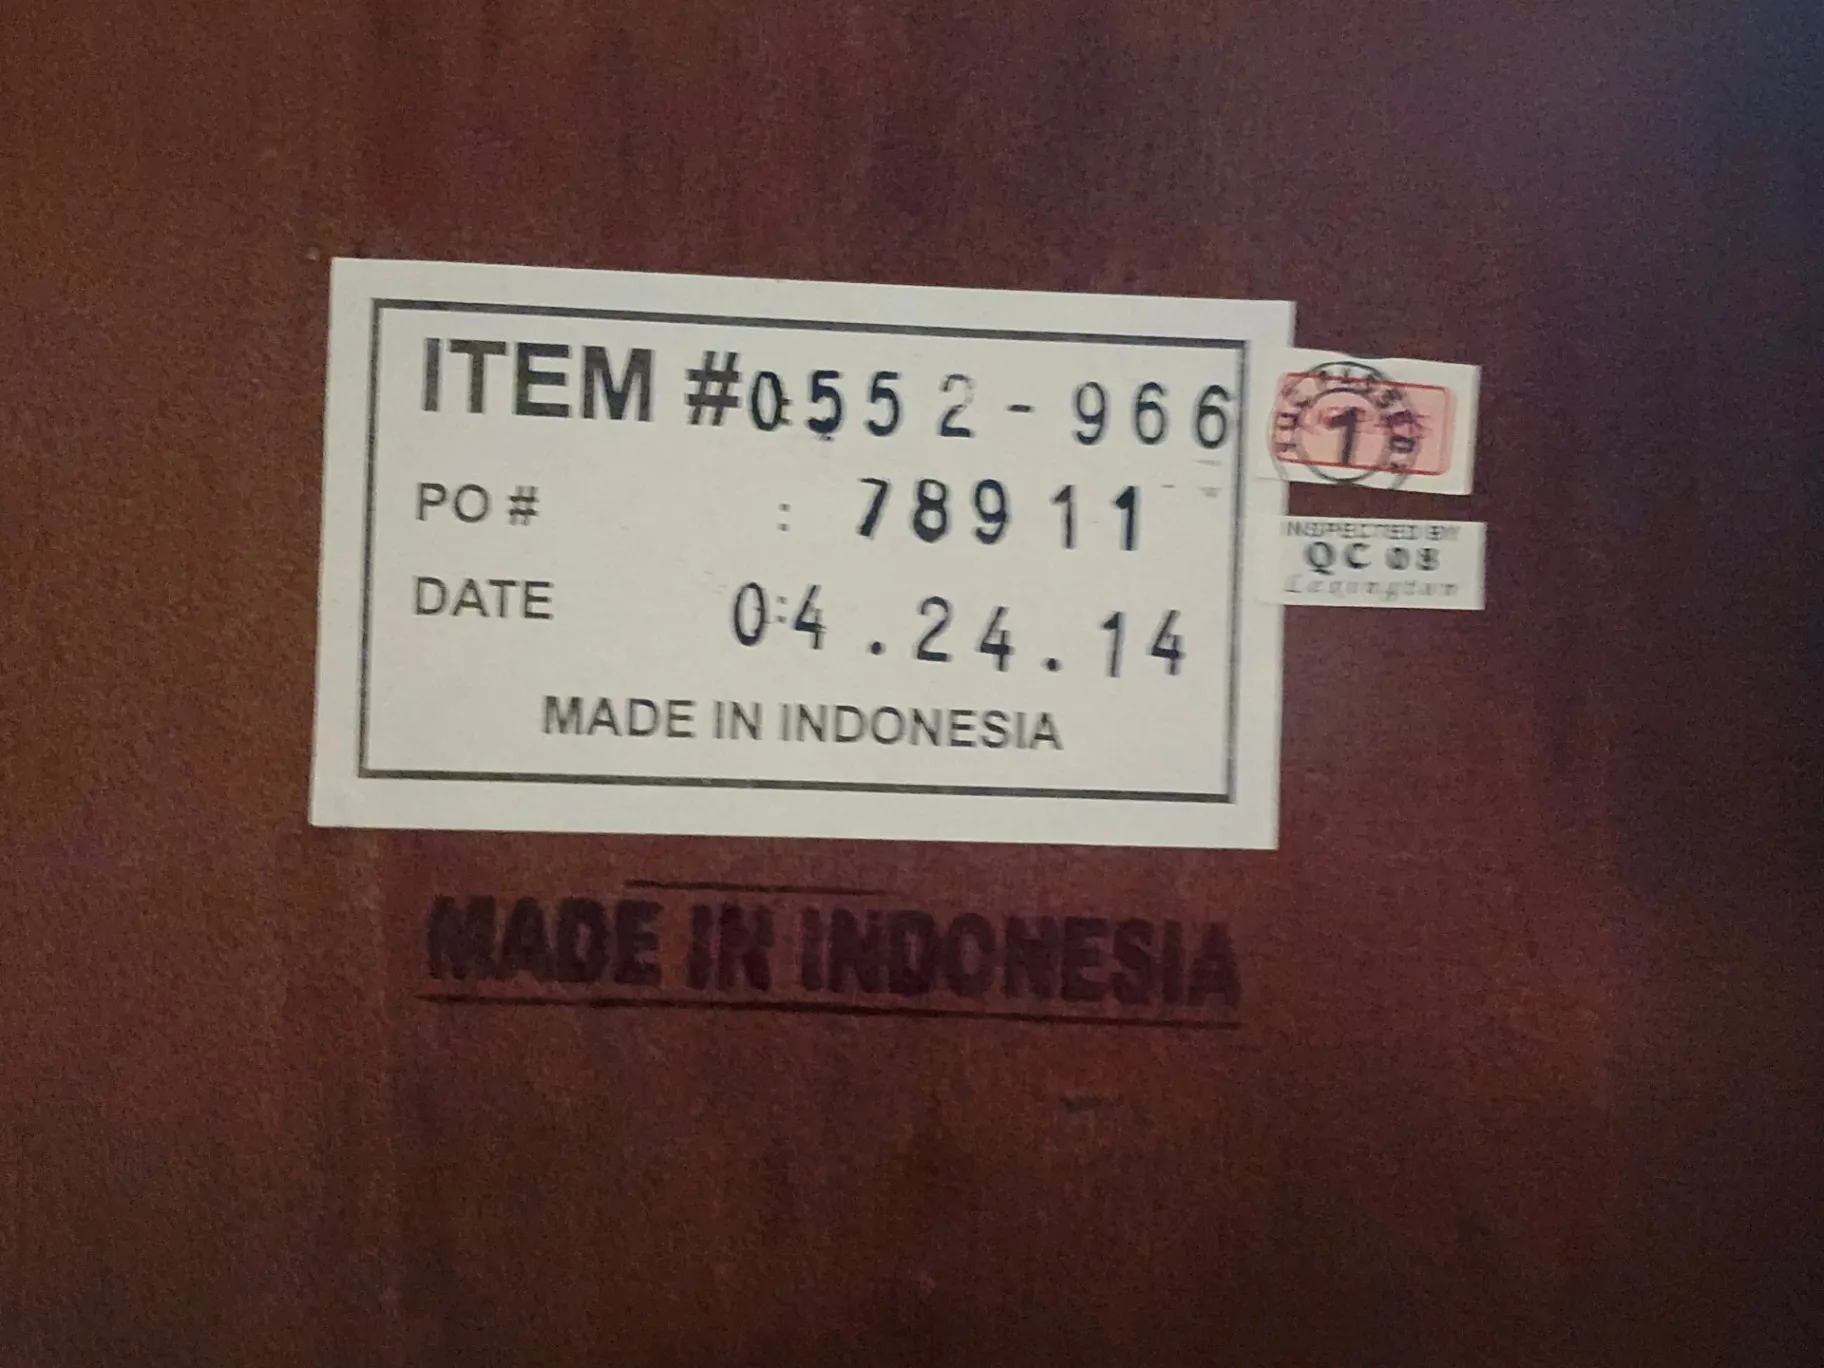 ITEM #0552-966
PO # : 78911
DATE 04.24.14
MADE IN INDONESIA
1
INSPECTED BY
QC 08
MADE IN INDONESIA